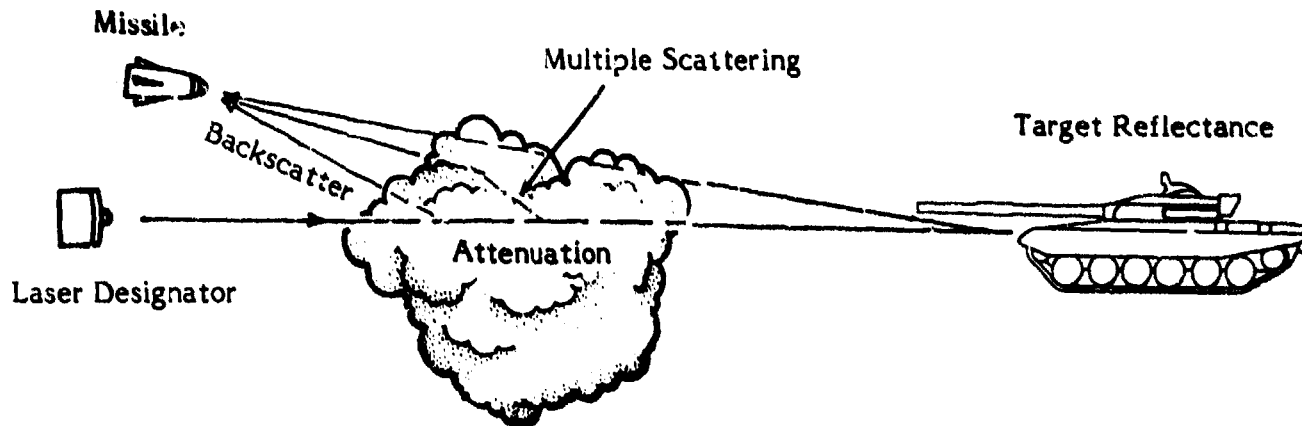 Missile
Multiple Scattering
Target Reflectance
Backscatter
Attenuation
Laser Designator